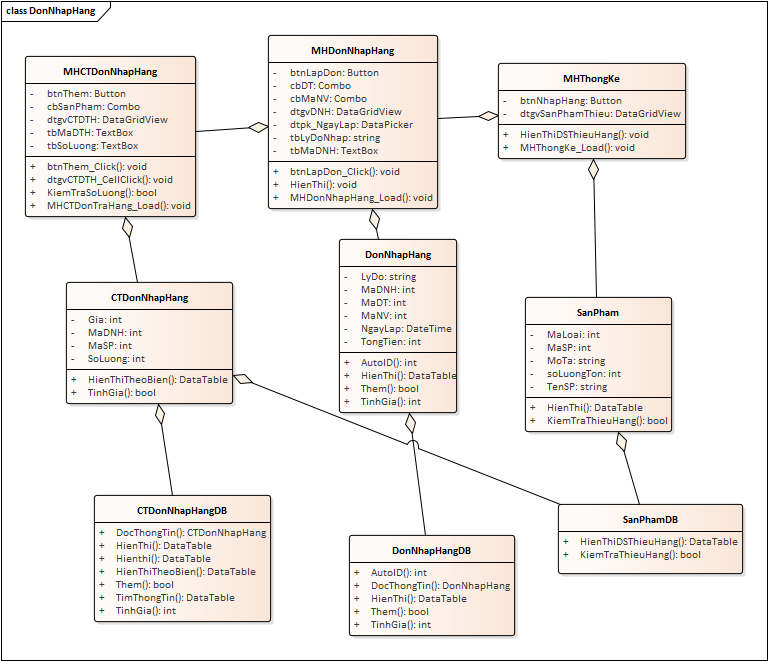 class DonNhapHang
MHCTDonNhapHang
- btnThem: Button
- cbSanPham: Combo
- dtgvCTDTH: DataGridView
- tbMaDTH: TextBox
- tbSoLuong: TextBox
+ btnThem_Click(): void
+ dtgvCTDTH_CellClick(): void
+ KiemTraSoLuong(): bool
+ MHCTDonTraHang_Load(): void
MHDonNhapHang
- btnLapDon: Button
- cbDT: Combo
- cbMaNV: Combo
- dtgvDNH: DataGridView
- dtpk_NgayLap: DataPicker
- tbLyDoNhap: string
- tbMaDNH: TextBox
+ btnLapDon_Click(): void
+ HienThi(): void
+ MHDonNhapHang_Load(): void
MHThongKe
- btnNhapHang: Button
- dtgvSanPhamThieu: DataGridView
+ HienThiDSThieuHang(): void
+ MHThongKe_Load(): void
CTDonNhapHang
- Gia: int
- MaDNH: int
- MaSP: int
- SoLuong: int
+ HienThiTheoBien(): DataTable
+ TinhGia(): bool
DonNhapHang
- LyDo: string
- MaDNH: int
- MaDT: int
- MaNV: int
- NgayLap: DateTime
- TongTien: int
+ AutoID(): int
+ HienThi(): DataTable
+ Them(): bool
+ TinhGia(): int
SanPham
- MaLoai: int
- MaSP: int
- MoTa: string
- soLuongTon: int
- TenSP: string
+ HienThi(): DataTable
+ KiemTraThieuHang(): bool
CTDonNhapHangDB
+ DocThongTin(): CTDonNhapHang
+ HienThi(): DataTable
+ Hienthi(): DataTable
+ HienThiTheoBien(): DataTable
+ Them(): bool
+ TimThongTin(): DataTable
+ TinhGia(): int
DonNhapHangDB
+ AutoID(): int
+ DocThongTin(): DonNhapHang
+ HienThi(): DataTable
+ Them(): bool
+ TinhGia(): int
SanPhamDB
+ HienThiDSThieuHang(): DataTable
+ KiemTraThieuHang(): bool